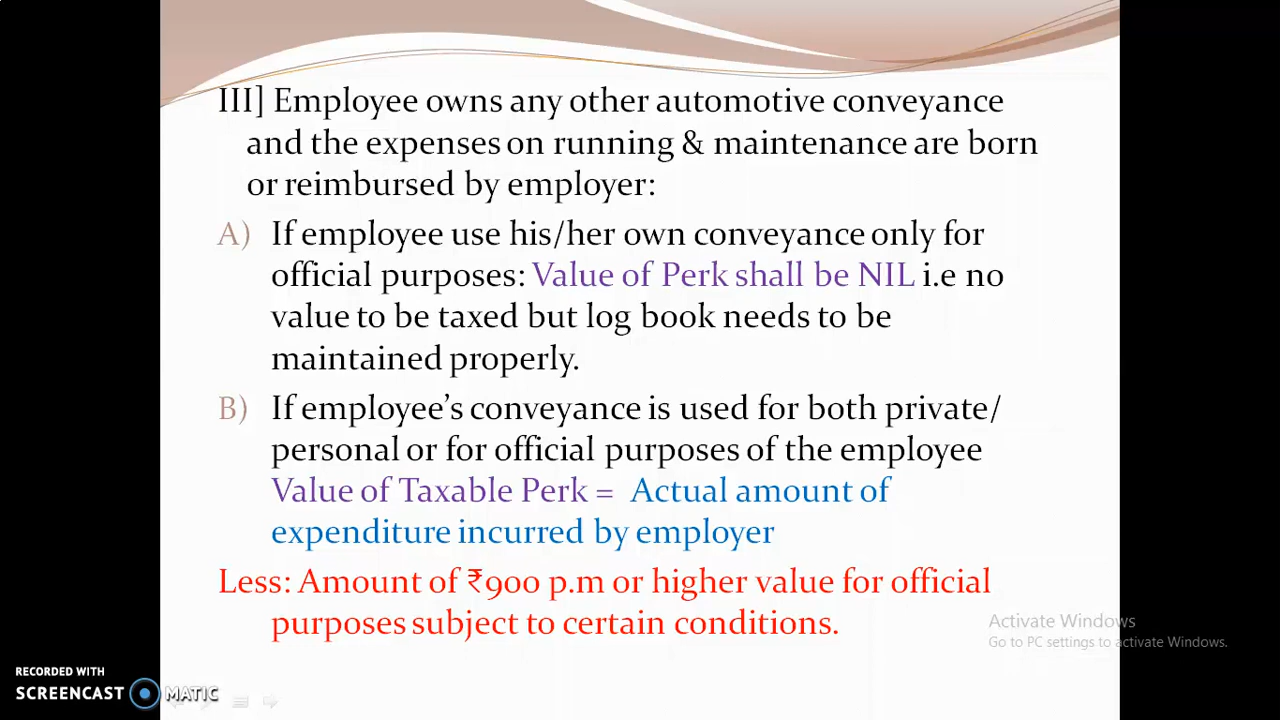 III] Employee owns any other automotive conveyance
and the expenses on running & maintenance are born
or reimbursed by employer:
A) If employee use his/her own conveyance only for
official purposes: Value of Perk shall be NIL i.e no
value to be taxed but log book needs to be
maintained properly.
B) If employee’s conveyance is used for both private/
personal or for official purposes of the employee
Value of Taxable Perk = Actual amount of
expenditure incurred by employer
Less: Amount of ₹900 p.m or higher value for official
purposes subject to certain conditions.
Activate Windows
Go to PC settings to activate Windows.
RECORDED WITH
SCREENCAST MATIC